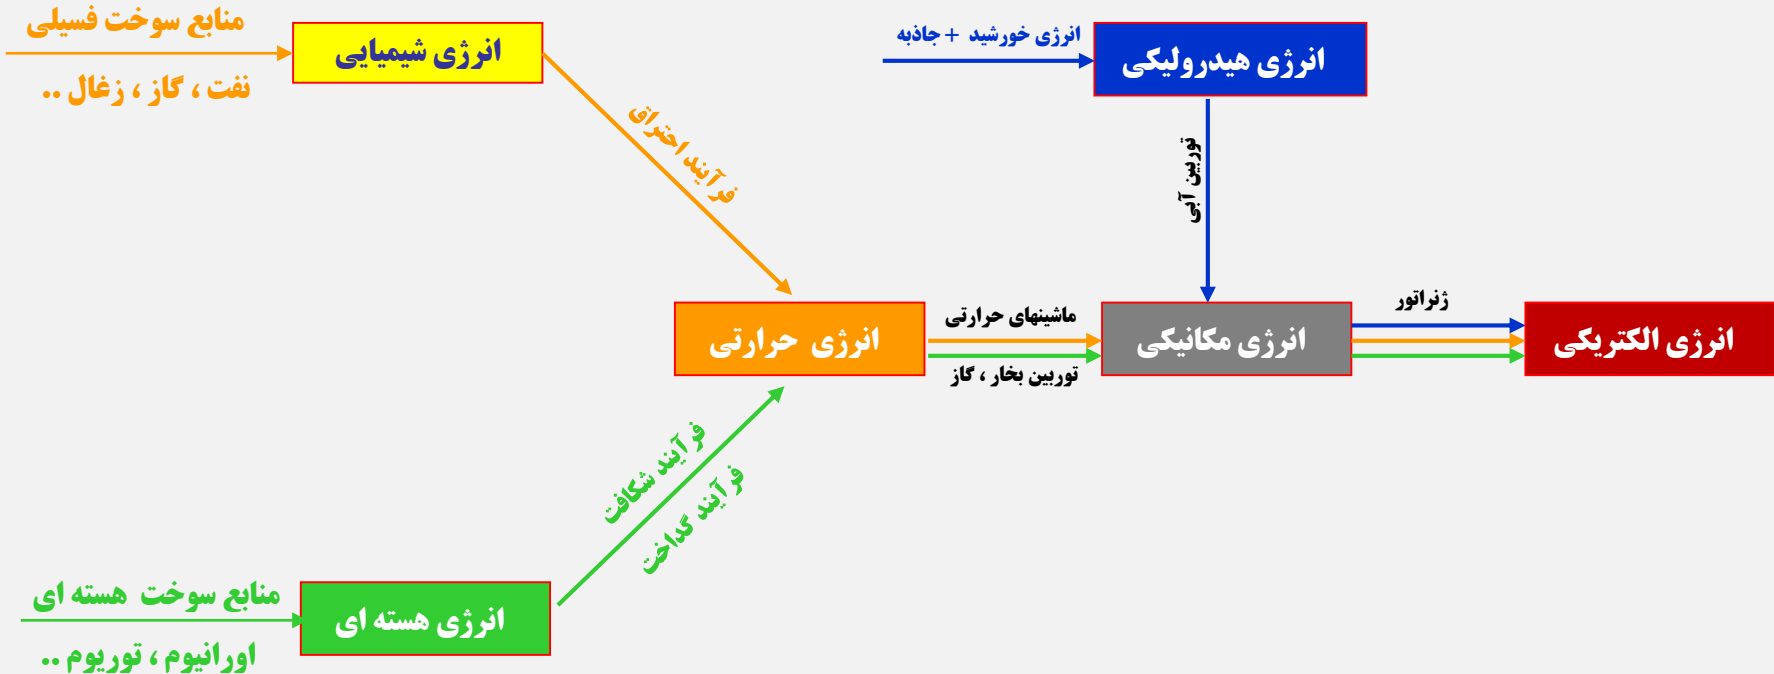 منابع سوخت فسیلی
نفت ، گاز ، زغال ..
انرژی شیمیایی
فرآیند احتراق
انرژی خورشید + جاذبه
انرژی هیدرولیکی
توربین آبی
انرژی حرارتی
ماشینهای حرارتی
توربین بخار ، گاز
انرژی مکانیکی
ژنراتور
انرژی الکتریکی
فرآیند شکافت
فرآیند گداخت
منابع سوخت هسته ای
اورانیوم ، توریوم ..
انرژی هسته ای